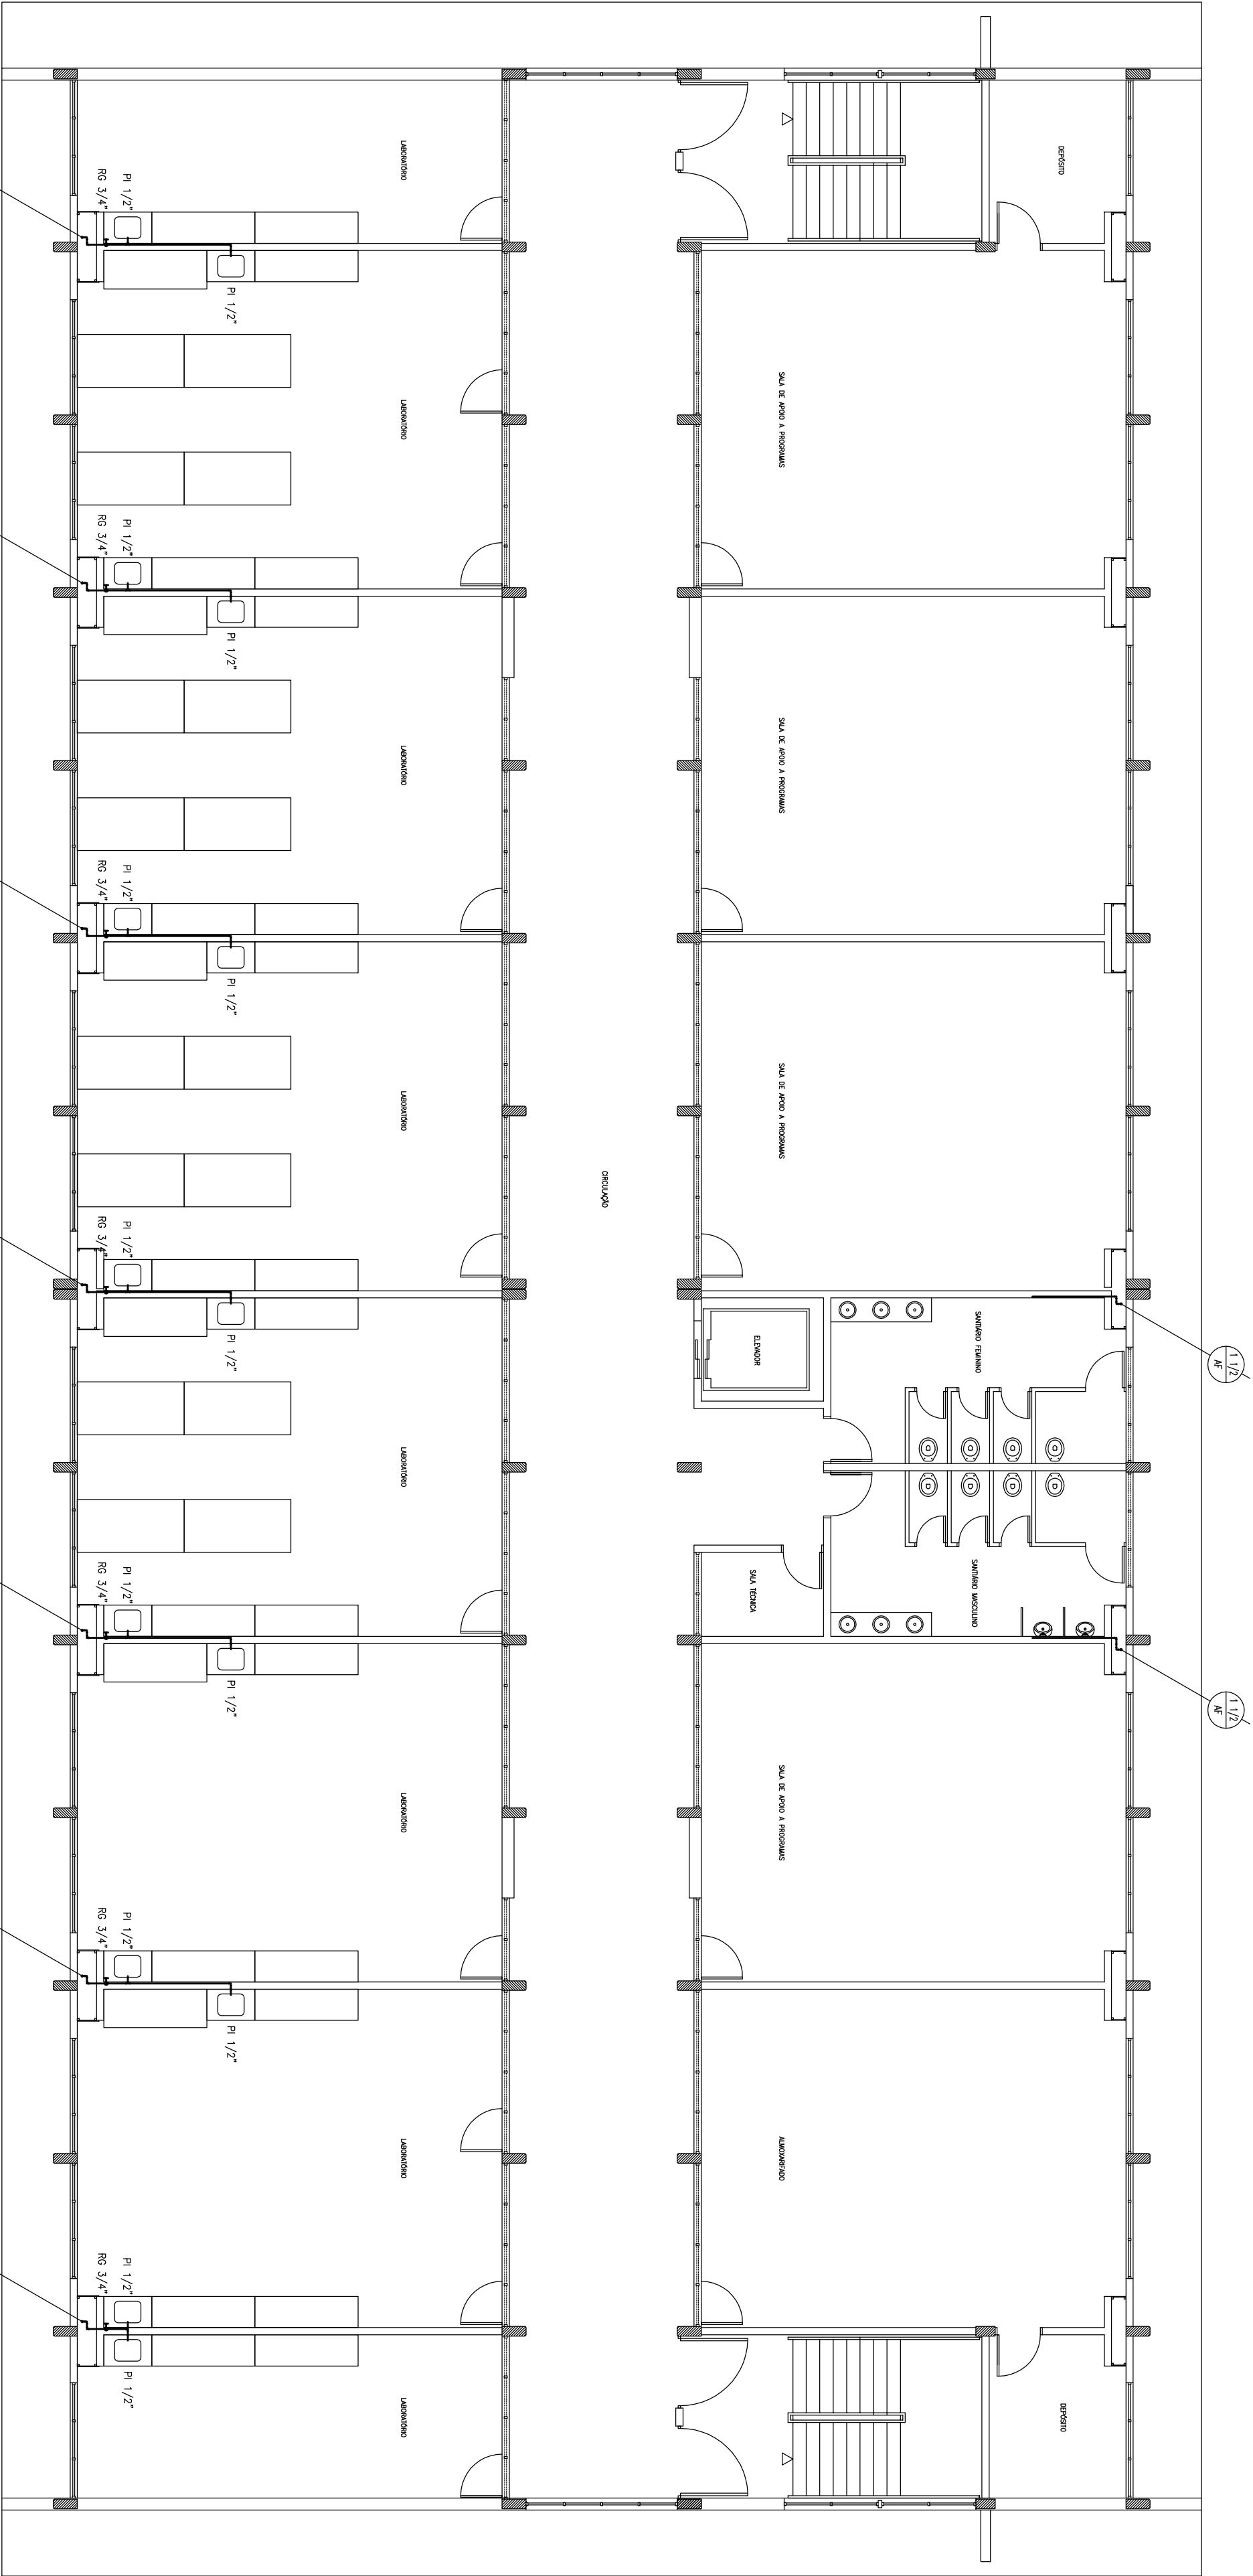 1 1/2
AF
1 1/2
AF
DEPÓSITO
DEPÓSITO
SANITÁRIO FEMININO
SANITÁRIO MASCULINO
SALA DE APOIO A PROGRAMAS
SALA DE APOIO A PROGRAMAS
SALA DE APOIO A PROGRAMAS
SALA DE APOIO A PROGRAMAS
ALMOXARIFADO
ELEVADOR
SALA TÉCNICA
CIRCULAÇÃO
LABORATÓRIO
LABORATÓRIO
LABORATÓRIO
LABORATÓRIO
LABORATÓRIO
LABORATÓRIO
LABORATÓRIO
LABORATÓRIO
PI 1/2"
PI 1/2"
PI 1/2"
PI 1/2"
PI 1/2"
PI 1/2"
PI 1/2"
RG 3/4"
PI 1/2"
RG 3/4"
PI 1/2"
RG 3/4"
PI 1/2"
RG 3/4"
PI 1/2"
RG 3/4"
PI 1/2"
RG 3/4"
PI 1/2"
RG 3/4"
PI 1/2"